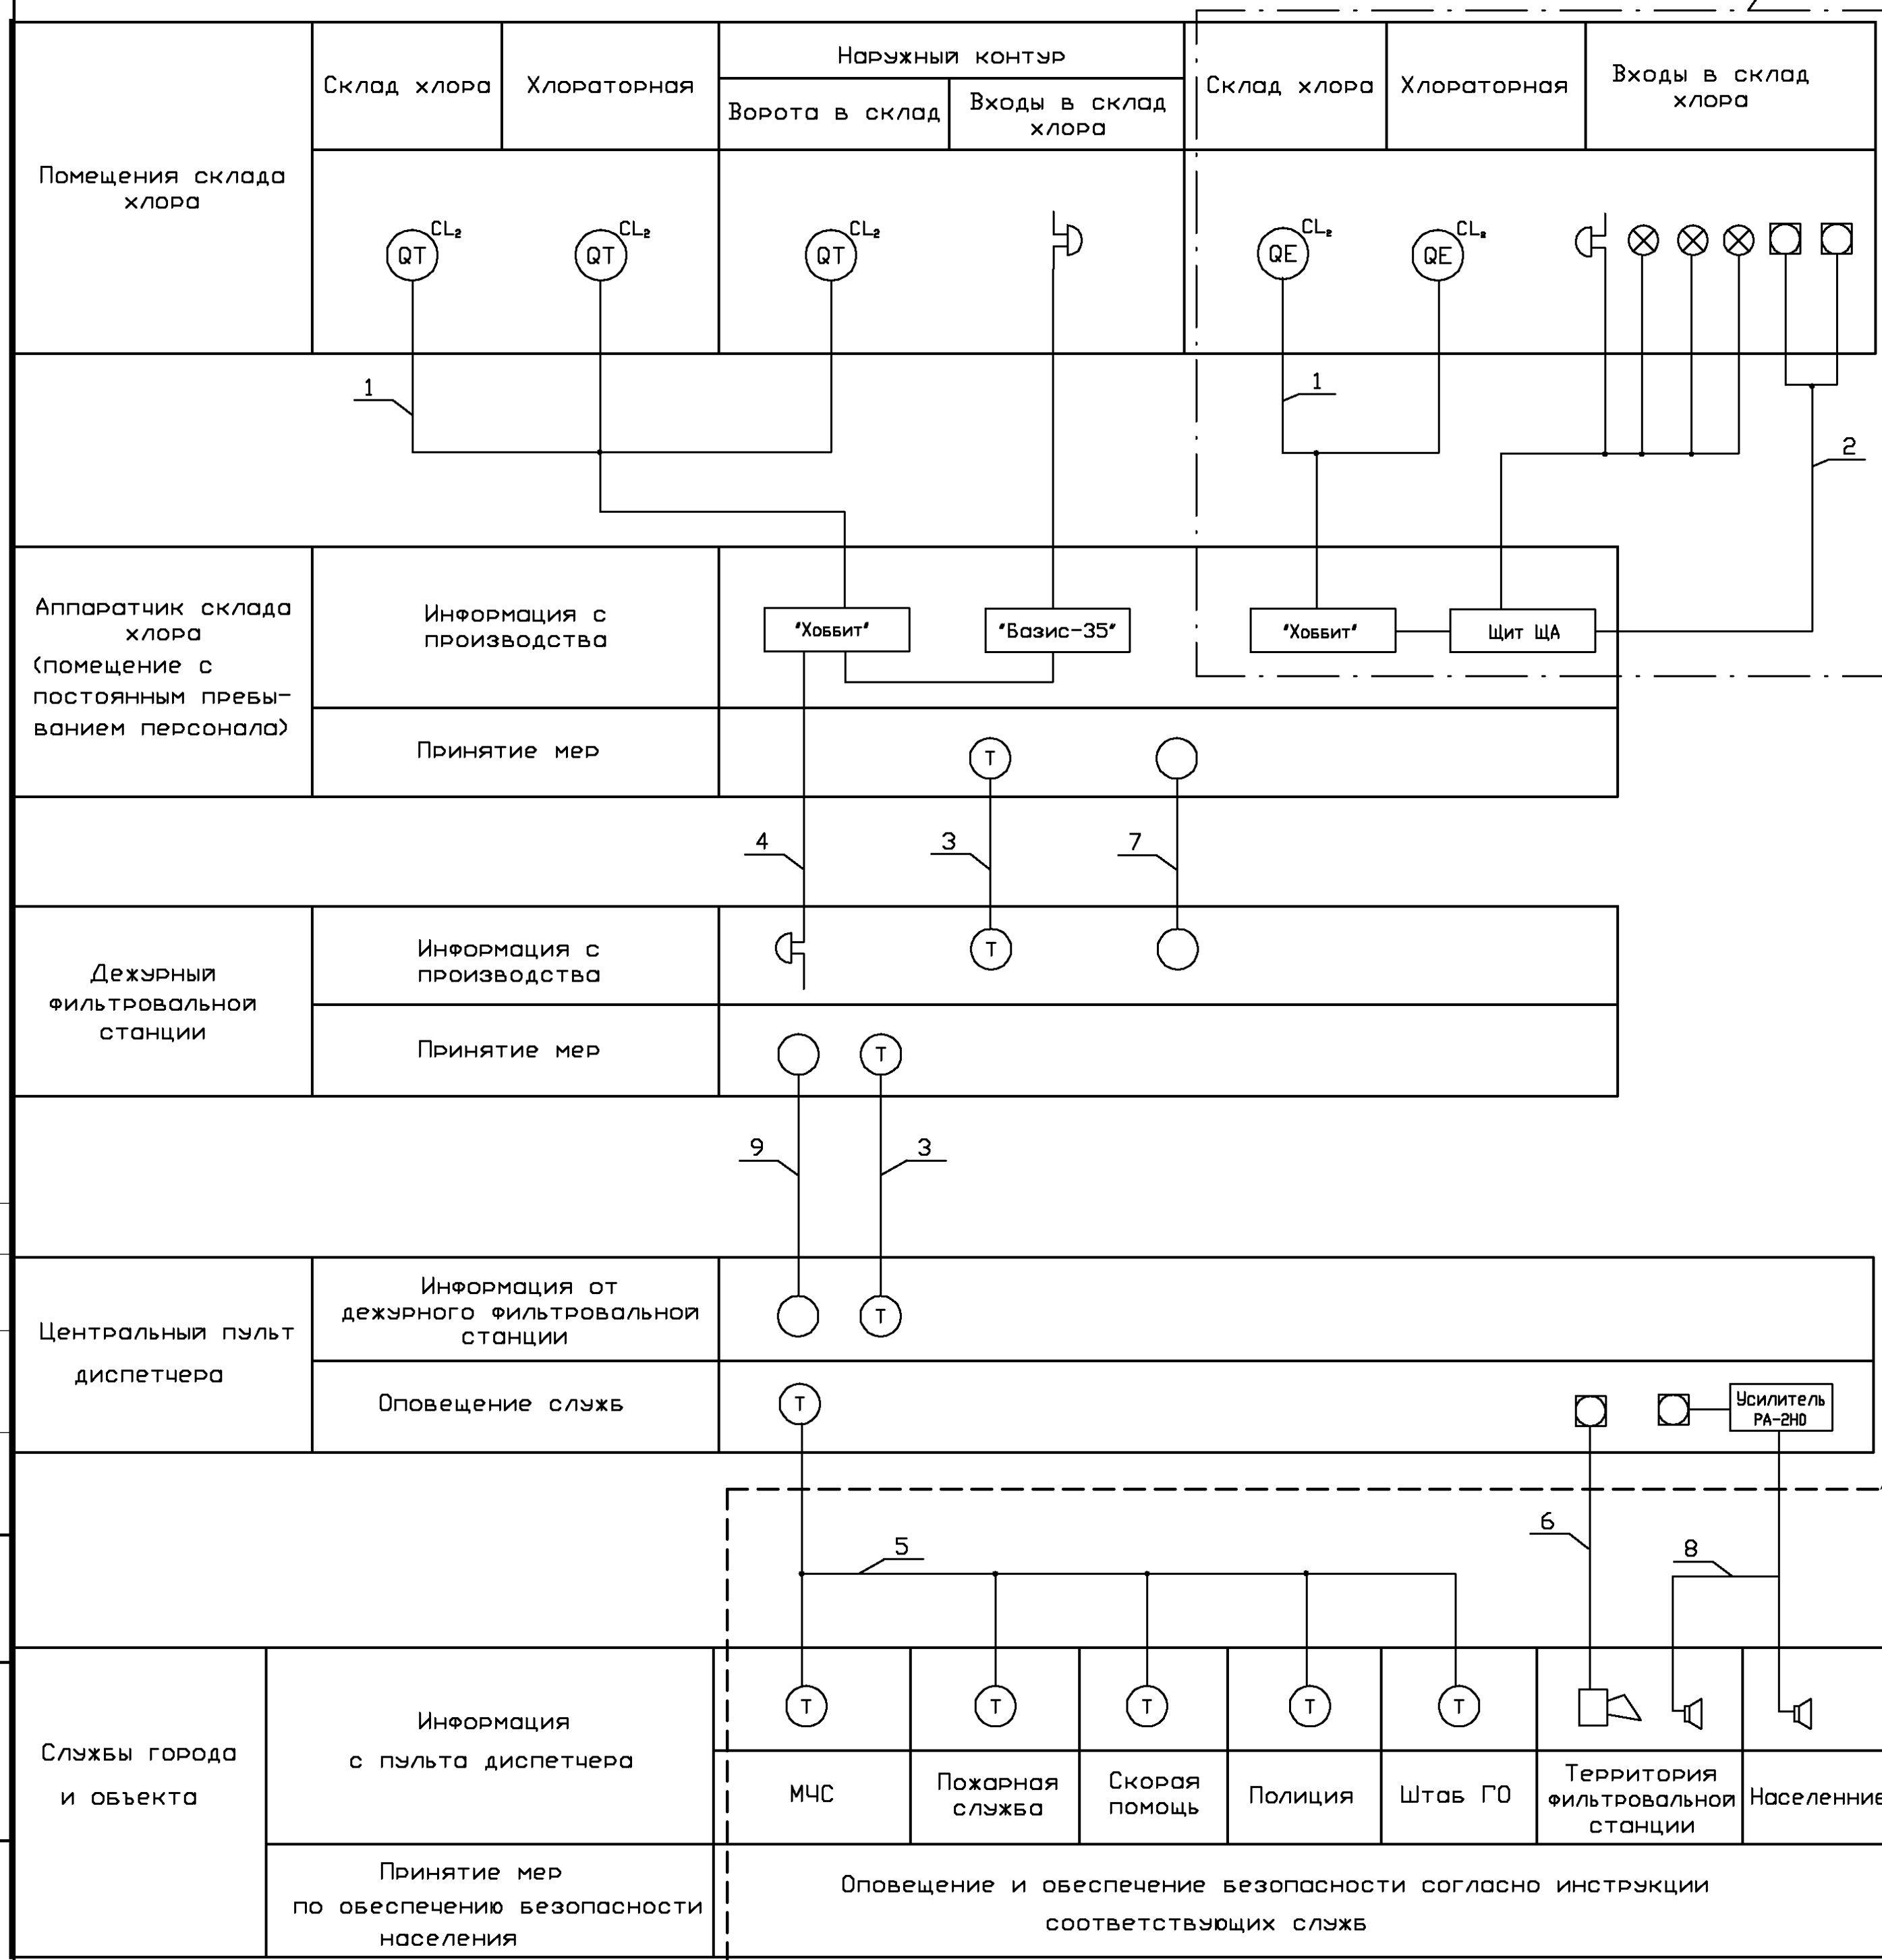 Помещения склада
хлора
Склад хлора
Хлораторная
Наружный контур
Ворота в склад
Входы в склад
хлора
Склад хлора
Хлораторная
Входы в склад
хлора
QT
CL₂
QT
CL₂
QT
CL₂
QE
CL₂
QE
CL₂
1
1
2
Аппаратчик склада
хлора
(помещение с
постоянным пребы-
ванием персонала)
Информация с
производства
"Хоббит"
"Базис-35"
"Хоббит"
Щит ЩА
Принятие мер
Т
4
3
7
Дежурный
фильтровальной
станции
Информация с
производства
Т
Принятие мер
Т
9
3
Центральный пульт
диспетчера
Информация от
дежурного фильтровальной
станции
Т
Оповещение служб
Т
Усилитель
РА-2НО
5
6
8
Службы города
и объекта
Информация
с пульта диспетчера
Т
Т
Т
Т
Т
МЧС
Пожарная
служба
Скорая
помощь
Полиция
Штаб ГО
Территория
фильтровальной
станции
Населенние
Принятие мер
по обеспечению безопасности
населения
Оповещение и обеспечение безопасности согласно инструкции
соответствующих служб